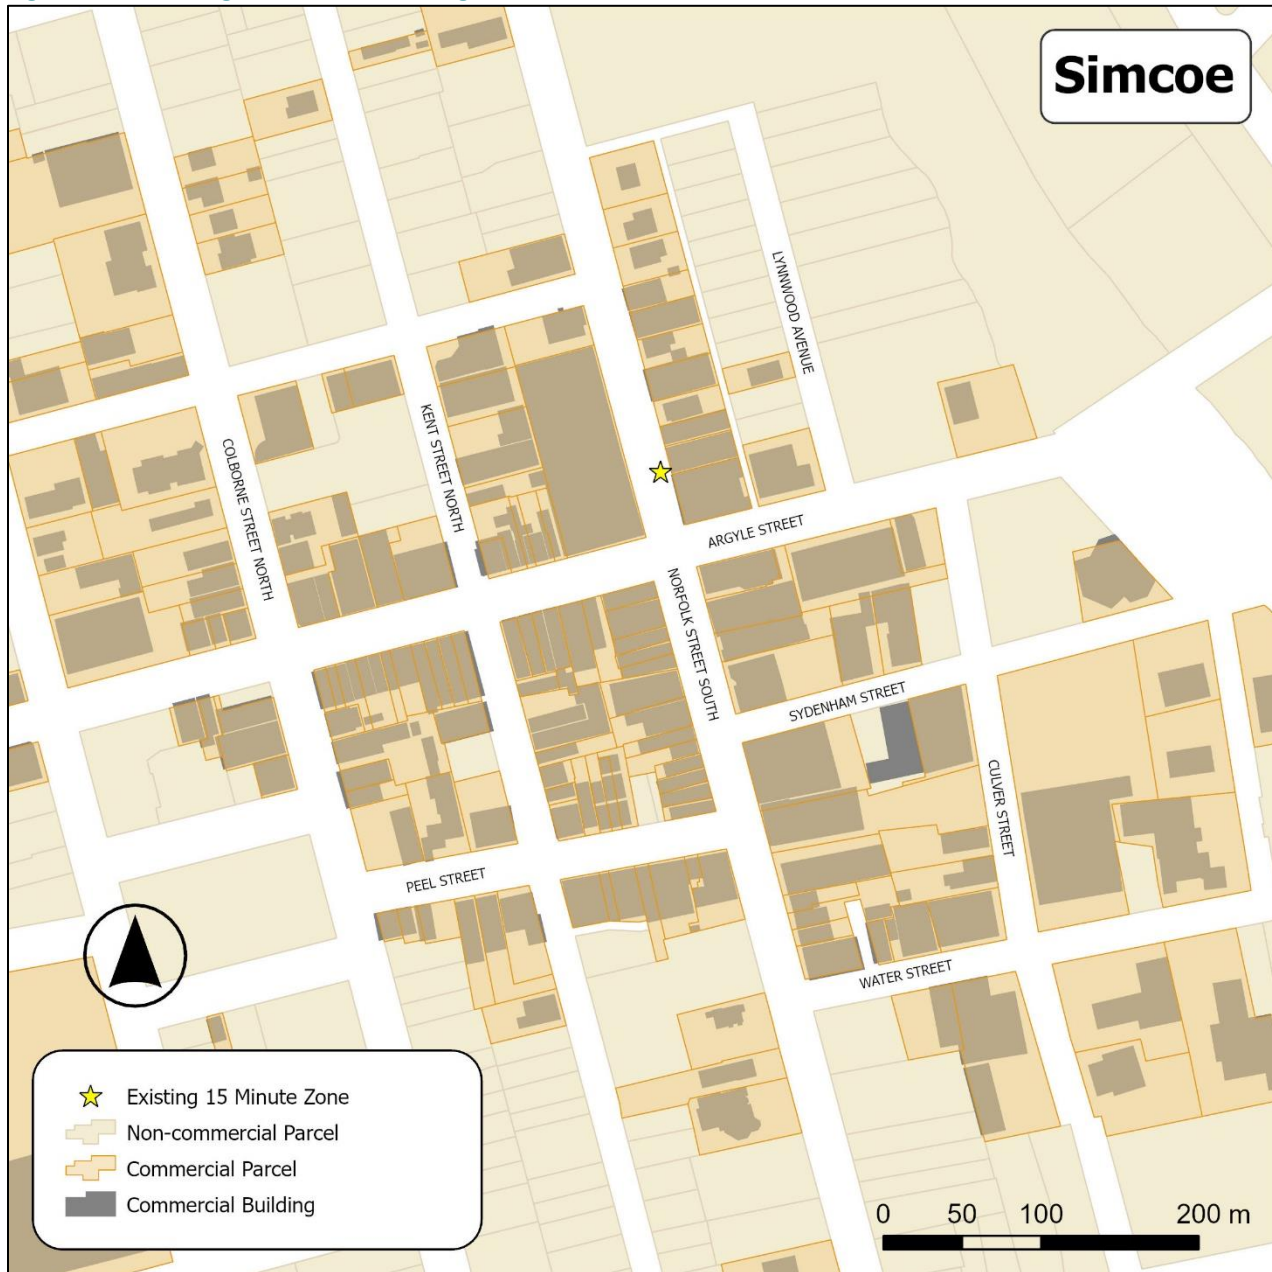 Simcoe
LYNNWOOD AVENUE
KENT STREET NORTH
COLBORNE STREET NORTH
ARGYLE STREET
NORFOLK STREET SOUTH
SYDENHAM STREET
CULVER STREET
PEEL STREET
WATER STREET
Existing 15 Minute Zone
Non-commercial Parcel
Commercial Parcel
Commercial Building
0 50 100 200 m